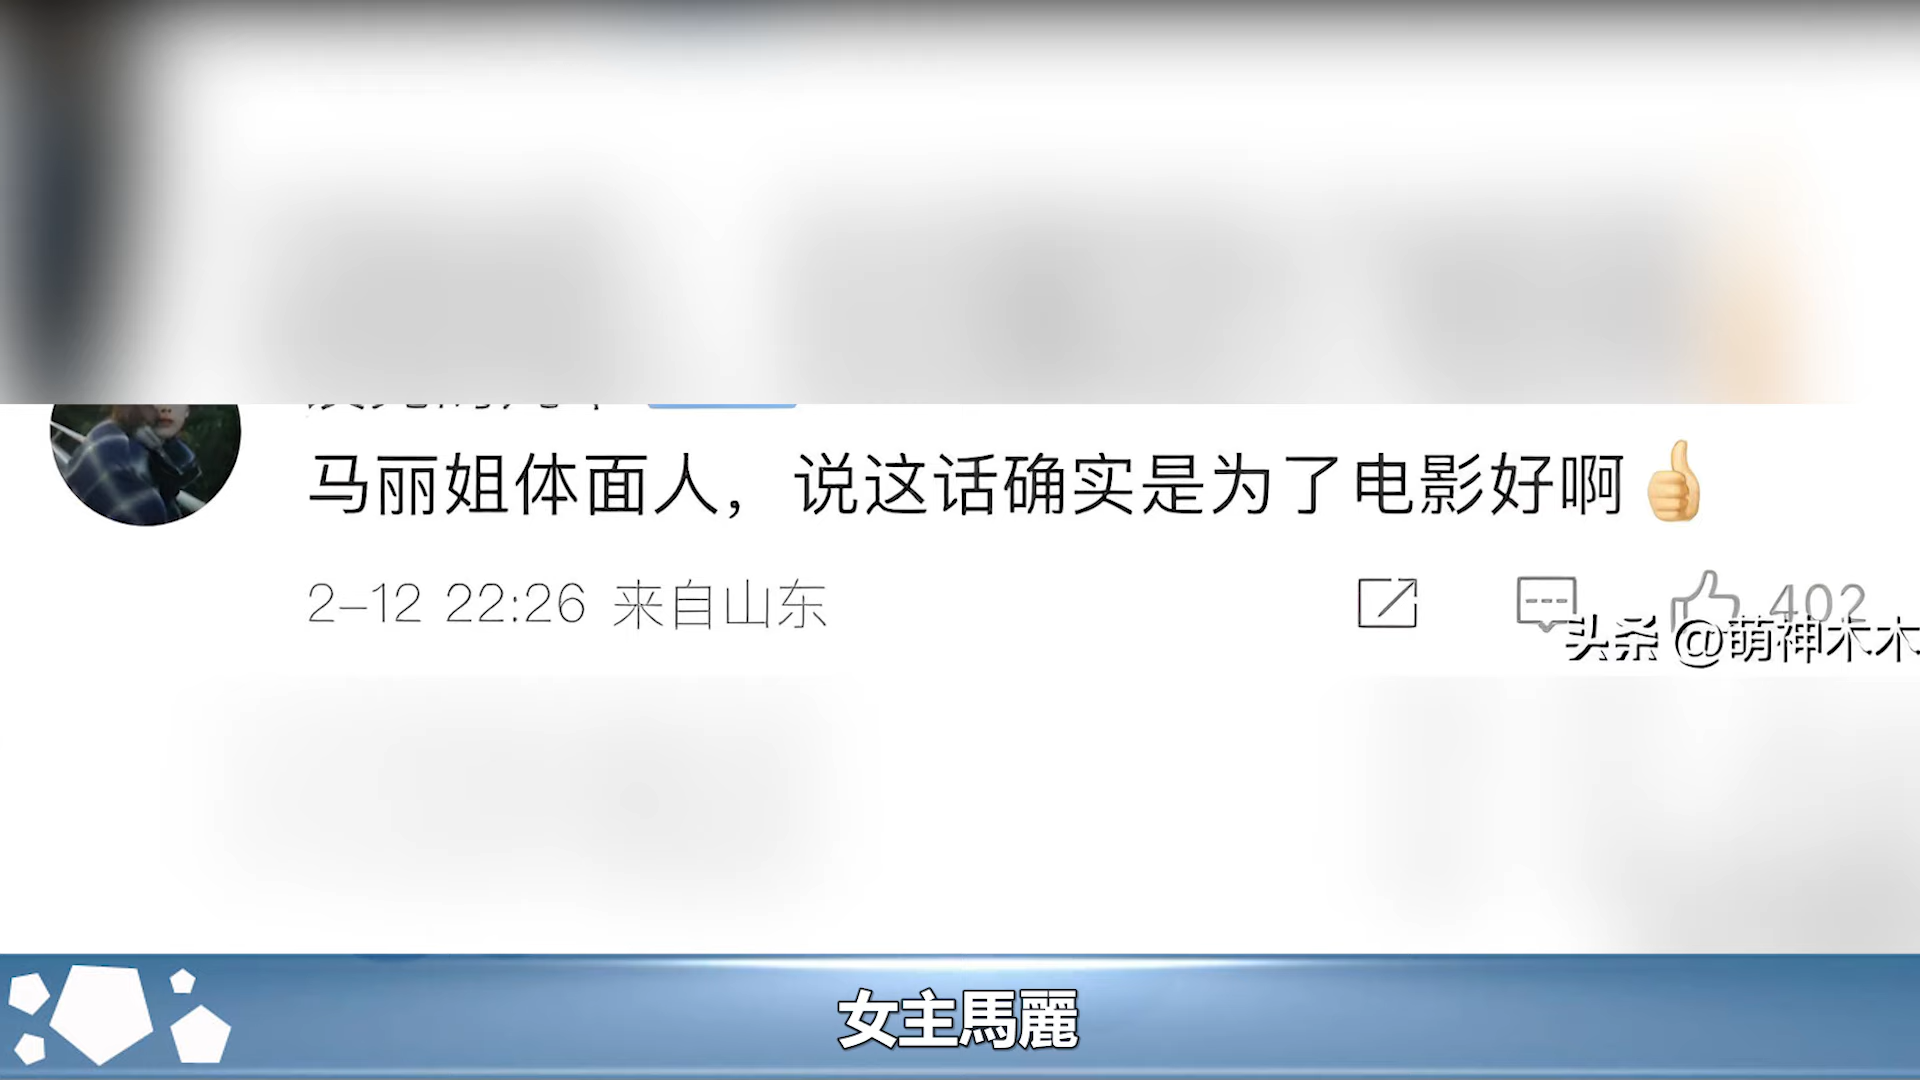 马丽姐体面人，说这话确实是为了电影好啊👍
2-12 22:26 来自山东
402
头条 @萌神木木
女主馬麗